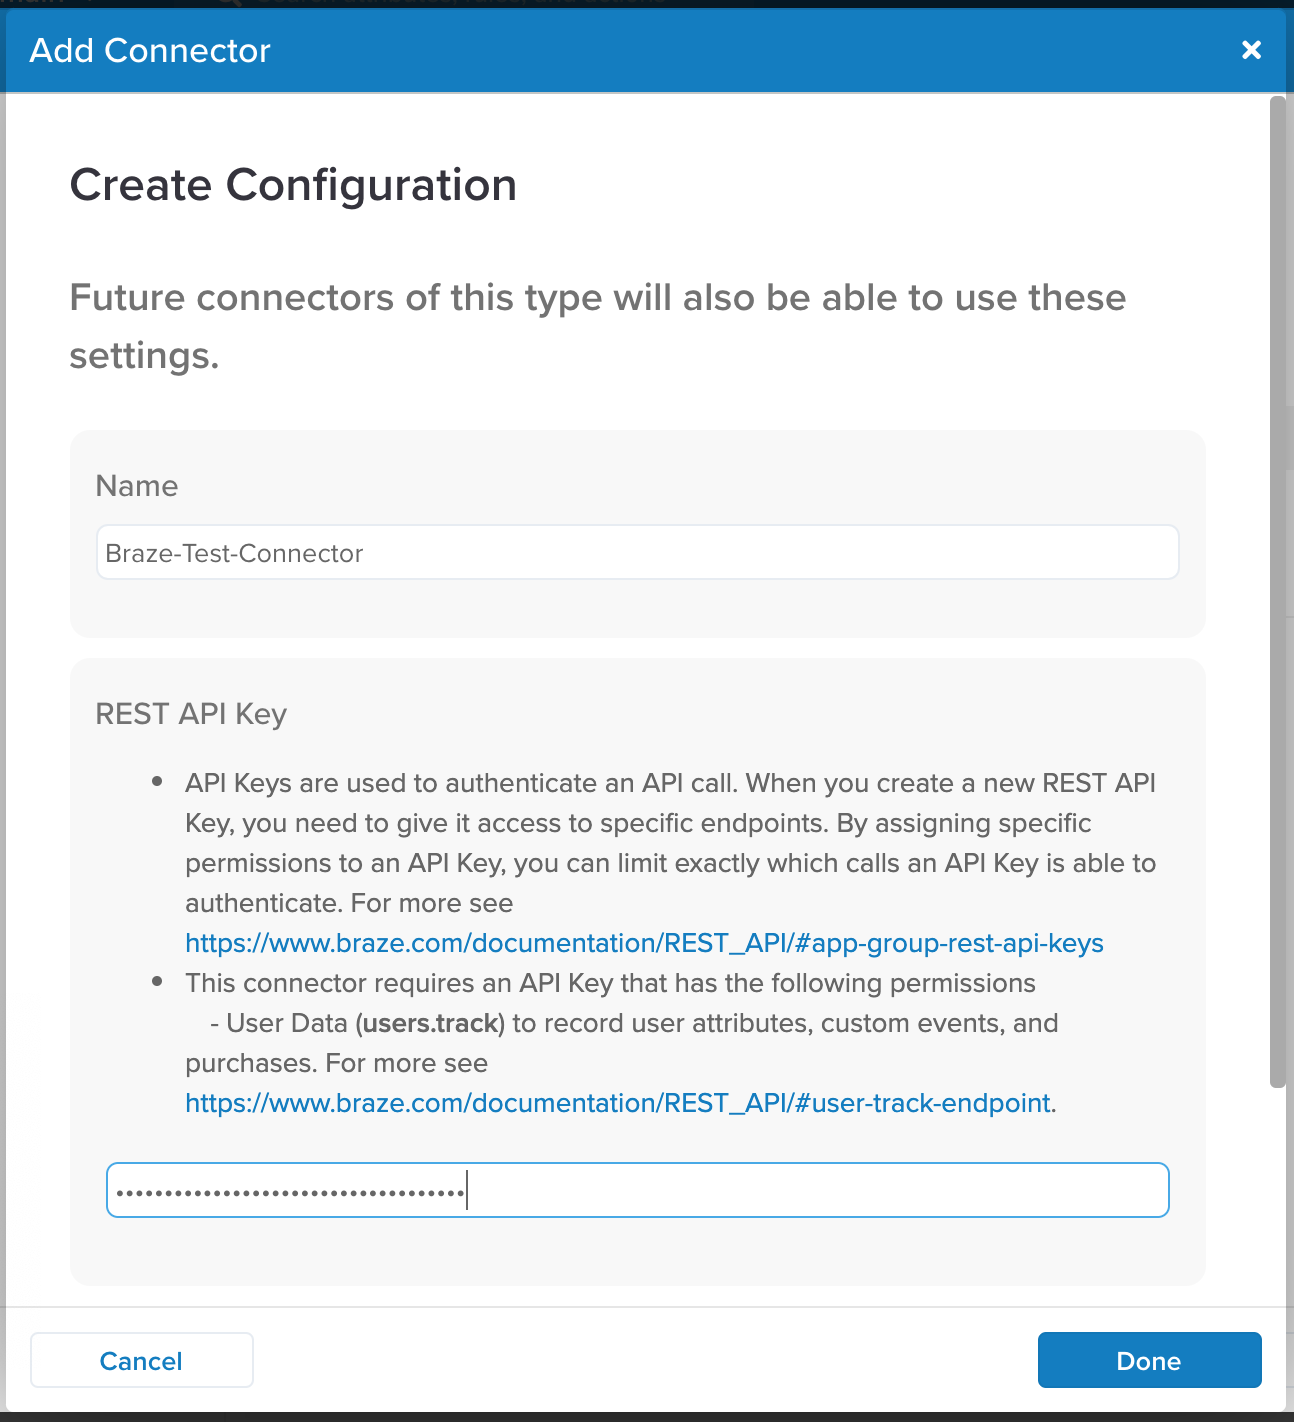 Add Connector
Create Configuration
Future connectors of this type will also be able to use these
settings.
Name
Braze-Test-Connector
REST API Key
• API Keys are used to authenticate an API call. When you create a new REST API
Key, you need to give it access to specific endpoints. By assigning specific
permissions to an API Key, you can limit exactly which calls an API Key is able to
authenticate. For more see
https://www.braze.com/documentation/REST_API/#app-group-rest-api-keys
• This connector requires an API Key that has the following permissions
- User Data (users.track) to record user attributes, custom events, and
purchases. For more see
https://www.braze.com/documentation/REST_API/#user-track-endpoint.
Cancel
Done